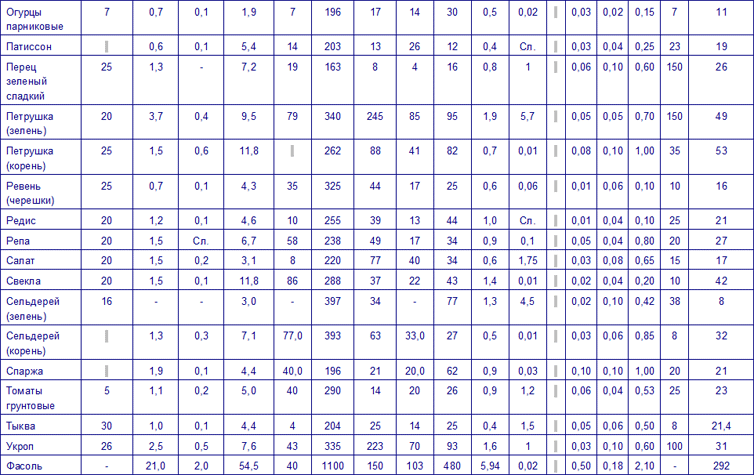 Огурцы парниковые 7 0,7 0,1 1,9 7 196 17 14 30 0,5 0,02 0,03 0,02 0,15 7 11
Патиссон 0,6 0,1 5,4 14 203 13 26 12 0,4 Сл. 0,03 0,04 0,25 23 19
Перец зеленый сладкий 25 1,3 - 7,2 19 163 8 4 16 0,8 1 0,06 0,10 0,60 150 26
Петрушка (зелень) 20 3,7 0,4 9,5 79 340 245 85 95 1,9 5,7 0,05 0,05 0,70 150 49
Петрушка (корень) 25 1,5 0,6 11,8 262 88 41 82 0,7 0,01 0,08 0,10 1,00 35 53
Ревень (черешки) 25 0,7 0,1 4,3 35 325 44 17 25 0,6 0,06 0,01 0,06 0,10 10 16
Редис 20 1,2 0,1 4,6 10 255 39 13 44 1,0 Сл. 0,01 0,04 0,10 25 21
Репа 20 1,5 Сл. 6,7 58 238 49 17 34 0,9 0,1 0,05 0,04 0,80 20 27
Салат 20 1,5 0,2 3,1 8 220 77 40 34 0,6 1,75 0,03 0,08 0,65 15 17
Свекла 20 1,5 0,1 11,8 86 288 37 22 43 1,4 0,01 0,02 0,04 0,20 10 42
Сельдерей (зелень) 16 - - 3,0 - 397 34 - 77 1,3 4,5 0,02 0,10 0,42 38 8
Сельдерей (корень) 1,3 0,3 7,1 77,0 393 63 33,0 27 0,5 0,01 0,03 0,06 0,85 8 32
Спаржа 1,9 0,1 4,4 40,0 196 21 20,0 62 0,9 0,03 0,10 0,10 1,00 20 21
Томаты грунтовые 5 1,1 0,2 5,0 40 290 14 20 26 0,9 1,2 0,06 0,04 0,53 25 23
Тыква 30 1,0 0,1 4,4 4 204 25 14 25 0,4 1,5 0,05 0,06 0,50 8 21,4
Укроп 26 2,5 0,5 7,6 43 335 223 70 93 1,6 1 0,03 0,10 0,60 100 31
Фасоль - 21,0 2,0 54,5 40 1100 150 103 480 5,94 0,02 0,50 0,18 2,10 - 292